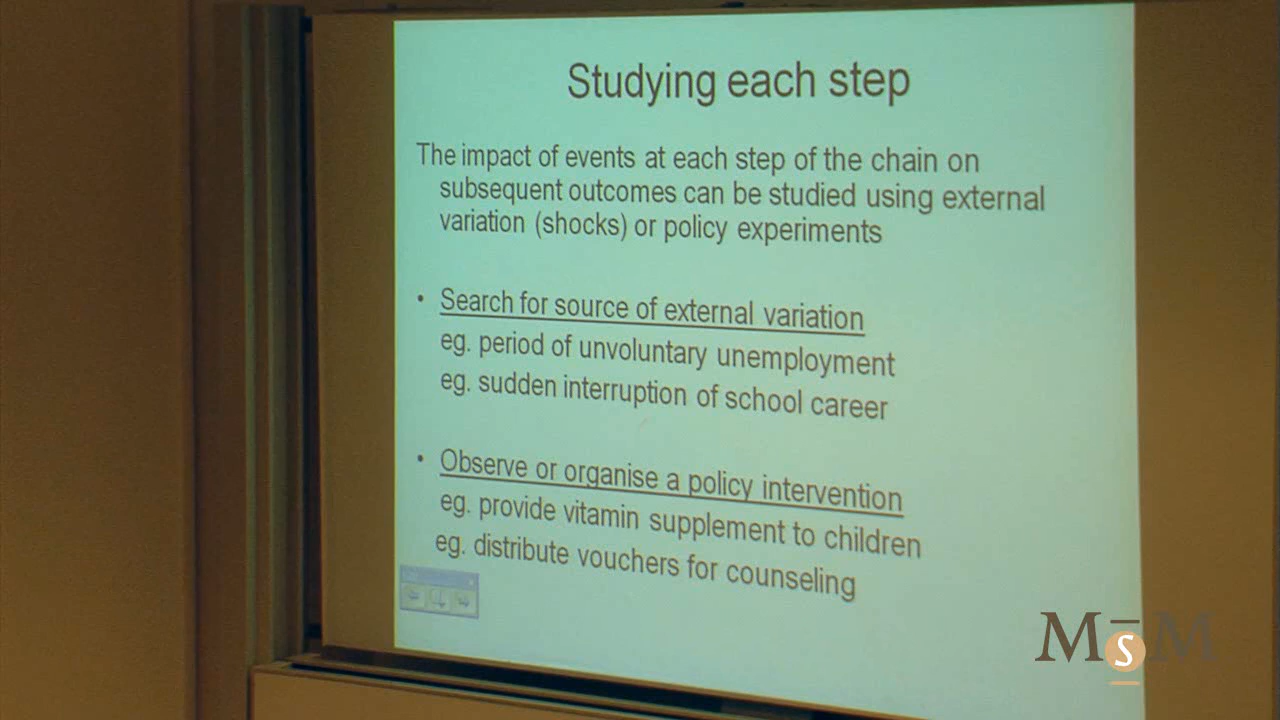 Studying each step
The impact of events at each step of the chain on
subsequent outcomes can be studied using external
variation (shocks) or policy experiments
• Search for source of external variation
eg. period of unvoluntary unemployment
eg. sudden interruption of school career
• Observe or organise a policy intervention
eg. provide vitamin supplement to children
eg. distribute vouchers for counseling
MsM